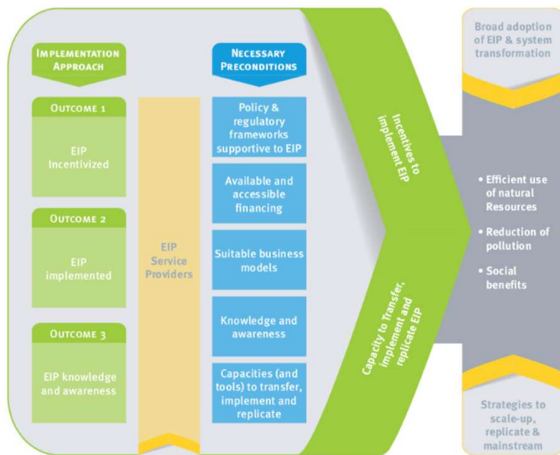 IMPLEMENTATION
APPROACH
OUTCOME 1
EIP
Incentivized
OUTCOME 2
EIP
implemented
OUTCOME 3
EIP knowledge
and awareness
EIP
Service
Providers
NECESSARY
PRECONDITIONS
Policy &
regulatory
frameworks
supportive to EIP
Available and
accessible
financing
Suitable business
models
Knowledge and
awareness
Capacities (and
tools) to transfer,
implement and
replicate
Incentives to
implement EIP
Capacity to Transfer,
implement and
replicate EIP
Broad adoption
of EIP & system
transformation
• Efficient use
of natural
Resources
• Reduction of
pollution
• Social
benefits
Strategies to
scale-up,
replicate &
mainstream